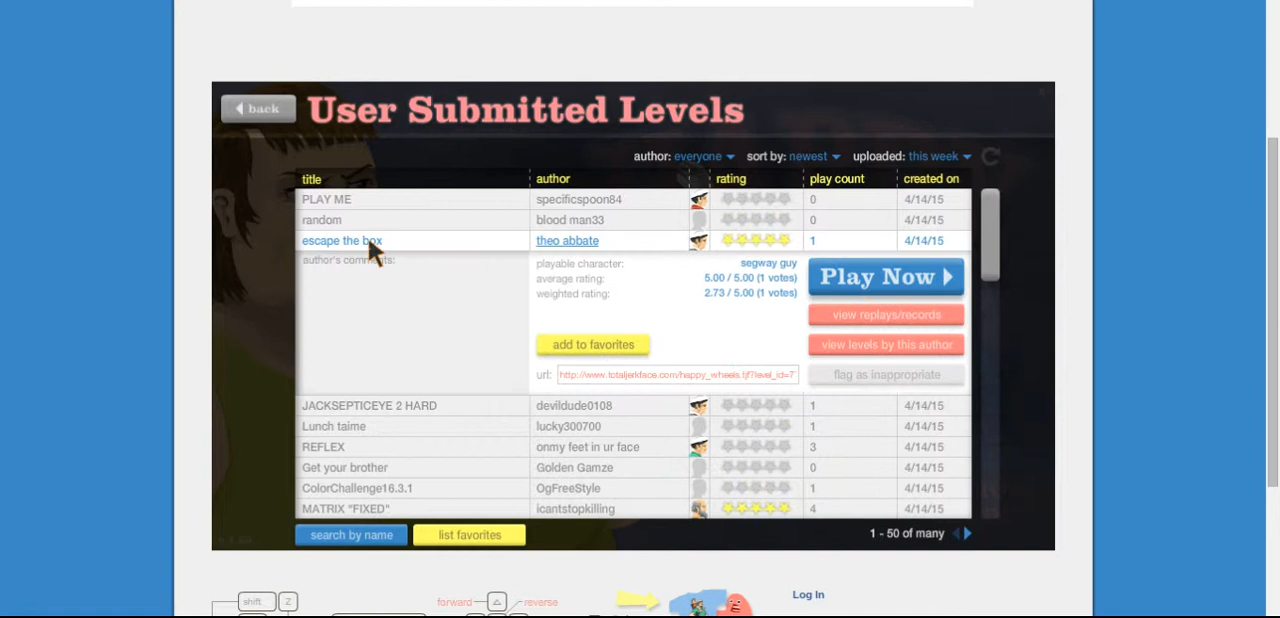 back
User Submitted Levels
author: everyone sort by: newest uploaded: this week
title author rating play count created on
PLAY ME specificspoon84 0 4/14/15
random blood man33 0 4/14/15
escape the box theo abbate 1 4/14/15
author's comments:
playable character: segway guy
average rating: 5.00 / 5.00 (1 votes)
weighted rating: 2.73 / 5.00 (1 votes)
Play Now
view replays/records
add to favorites
view levels by this author
url: http://www.totaljerkface.com/happy_wheels.tjf?level_id=7
flag as inappropriate
JACKSEPTICEYE 2 HARD devildude0108 1 4/14/15
Lunch taime lucky300700 1 4/14/15
REFLEX onmy feet in ur face 3 4/14/15
Get your brother Golden Gamze 0 4/14/15
ColorChallenge16.3.1 OgFreeStyle 1 4/14/15
MATRIX "FIXED" icantstopkilling 4 4/14/15
search by name
list favorites
1 - 50 of many
shift Z
forward
reverse
Log In